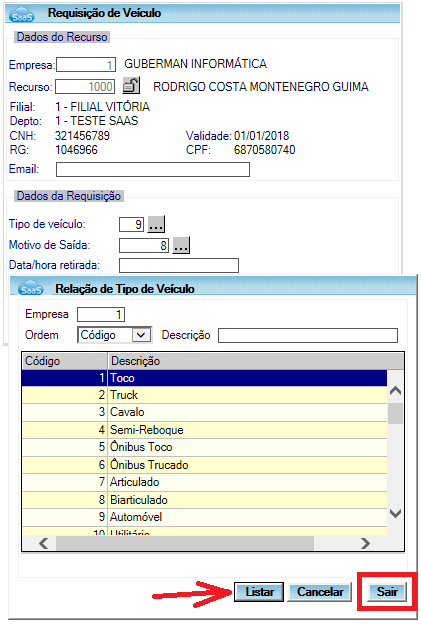 SaaS Requisição de Veículo
Dados do Recurso
Empresa: 1 GUBERMAN INFORMÁTICA
Recurso: 1000 RODRIGO COSTA MONTENEGRO GUIMA
Filial: 1 - FILIAL VITÓRIA
Depto: 1 - TESTE SAAS
CNH: 321456789 Validade: 01/01/2018
RG: 1046966 CPF: 6870580740
Email:
Dados da Requisição
Tipo de veículo: 9 ...
Motivo de Saída: 8 ...
Data/hora retirada:
SaaS Relação de Tipo de Veículo
Empresa 1
Ordem Código Descrição
Código Descrição
1 Toco
2 Truck
3 Cavalo
4 Semi-Reboque
5 Ônibus Toco
6 Ônibus Trucado
7 Articulado
8 Biarticulado
9 Automóvel
10 Utilitário
Listar Cancelar Sair